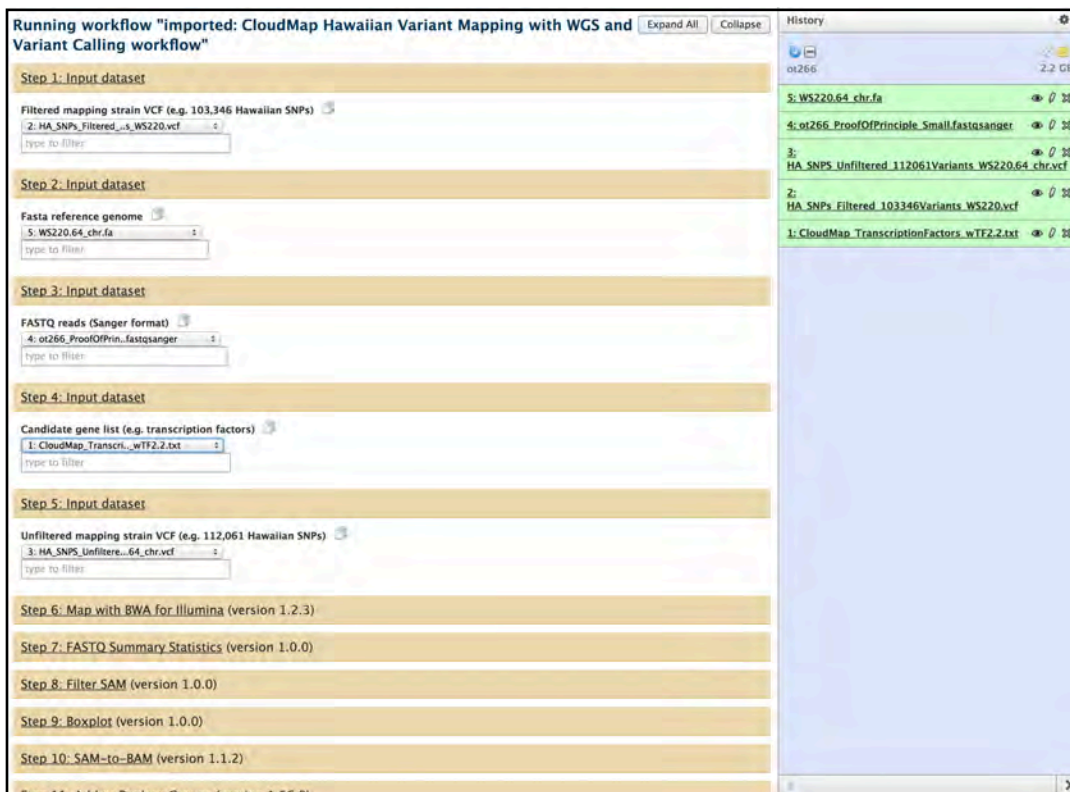 Running workflow "imported: CloudMap Hawaiian Variant Mapping with WGS and
Variant Calling workflow"
Expand All
Collapse
Step 1: Input dataset
Filtered mapping strain VCF (e.g. 103,346 Hawaiian SNPs)
2: HA_SNPs_Filtered_..s_WS220.vcf
type to filter
Step 2: Input dataset
Fasta reference genome
5: WS220.64_chr.fa
type to filter
Step 3: Input dataset
FASTQ reads (Sanger format)
4: ot266_ProofOfPrin..fastqsanger
type to filter
Step 4: Input dataset
Candidate gene list (e.g. transcription factors)
1: CloudMap_Transcri.._wTF2.2.txt
type to filter
Step 5: Input dataset
Unfiltered mapping strain VCF (e.g. 112,061 Hawaiian SNPs)
3: HA_SNPS_Unfiltere...64_chr.vcf
type to filter
Step 6: Map with BWA for Illumina (version 1.2.3)
Step 7: FASTQ Summary Statistics (version 1.0.0)
Step 8: Filter SAM (version 1.0.0)
Step 9: Boxplot (version 1.0.0)
Step 10: SAM-to-BAM (version 1.1.2)
History
ot266
2.2 GB
5: WS220.64_chr.fa
4: ot266_ProofOfPrinciple_Small.fastqsanger
3:
HA_SNPS_Unfiltered_112061Variants_WS220.64_chr.vcf
2:
HA_SNPs_Filtered_103346Variants_WS220.vcf
1: CloudMap_TranscriptionFactors_wTF2.2.txt